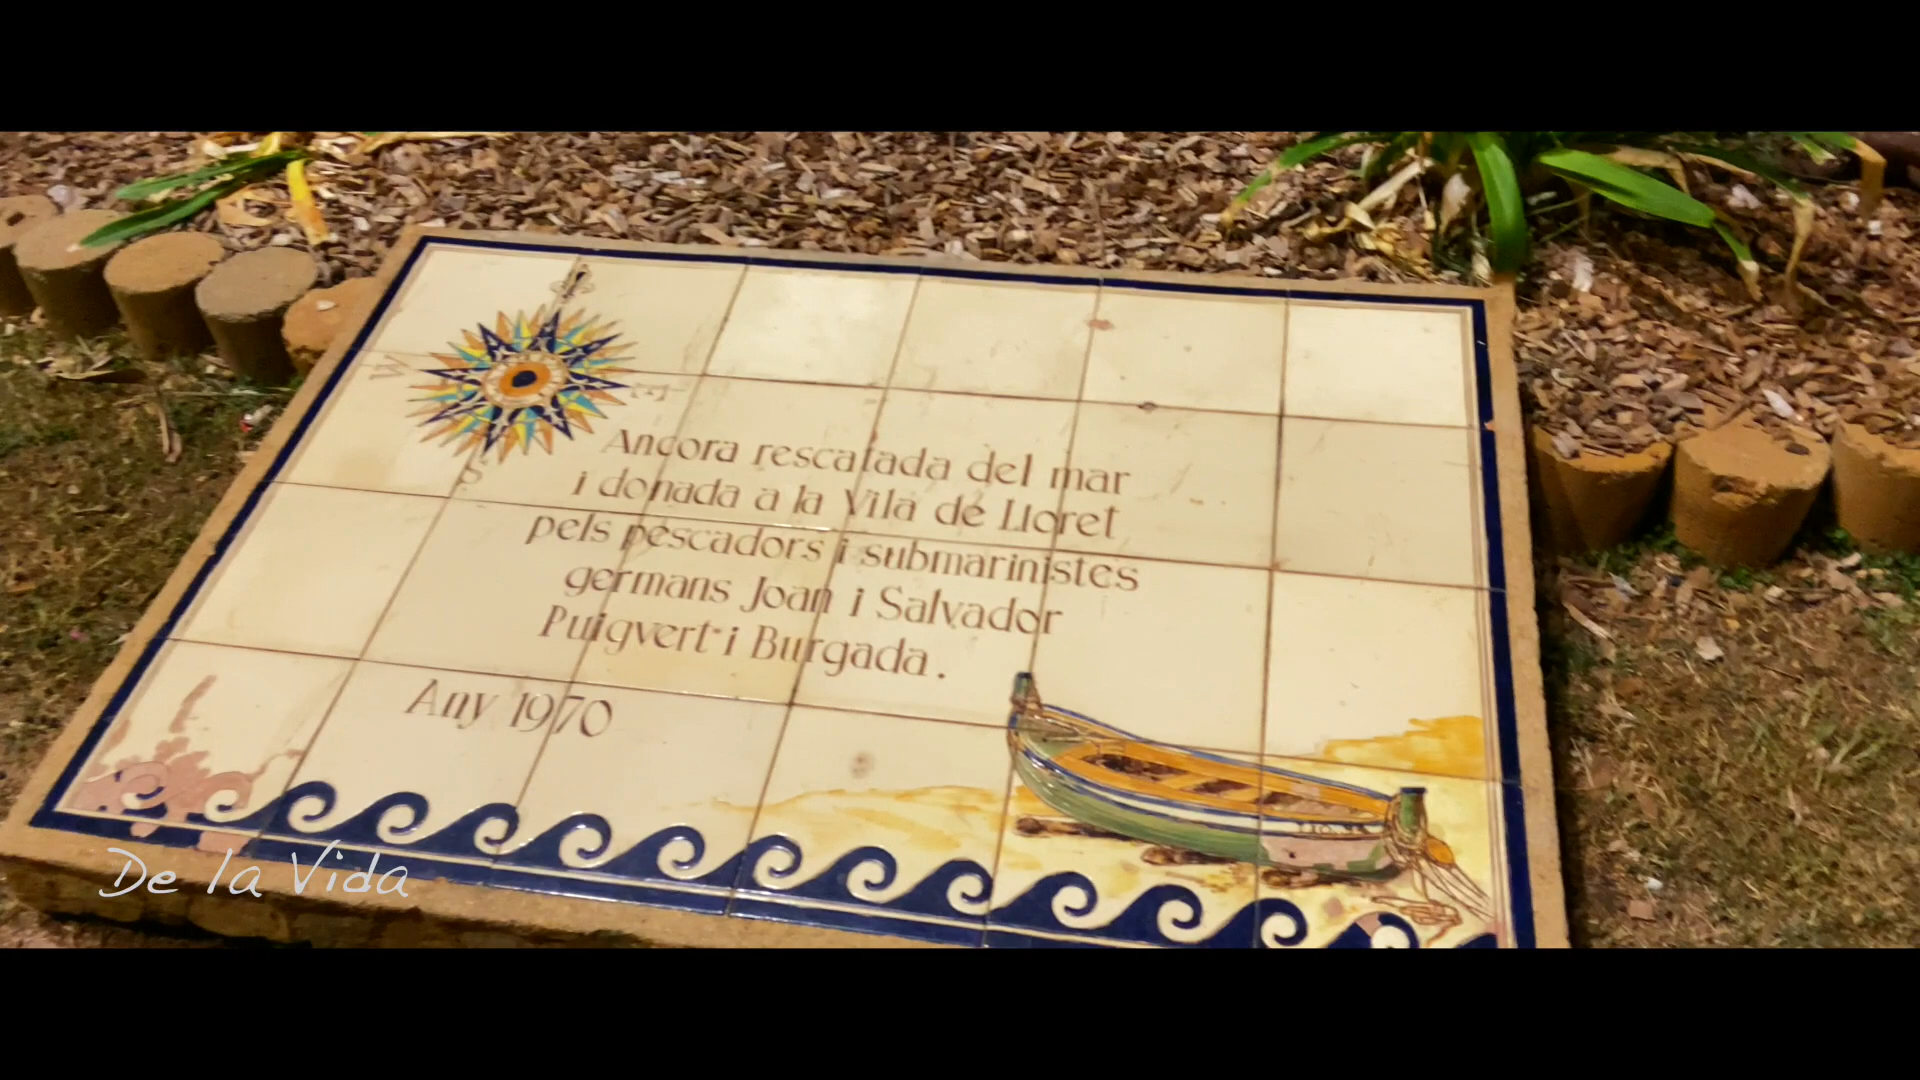 W
E
S
Ancora rescatada del mar
i donada a la Vila de Lloret
pels pescadors i submarinistes
germans Joan i Salvador
Puigvert i Burgada.
Any 1970
De la Vida